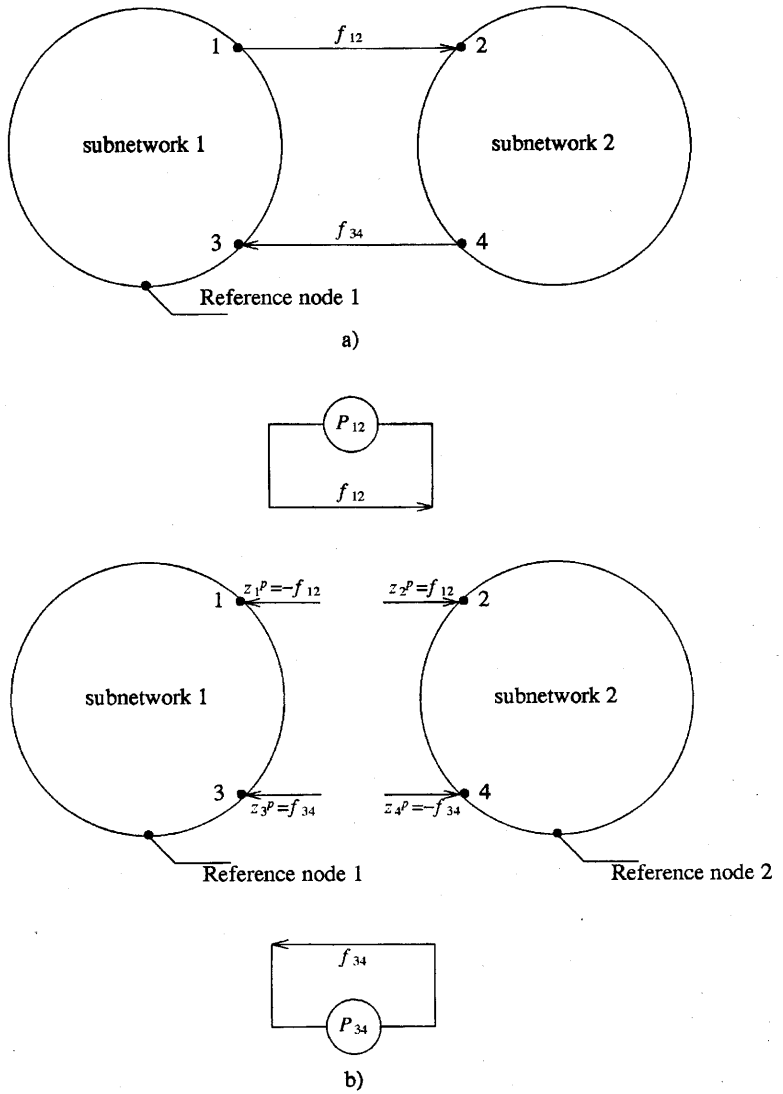 1 f 12 2
subnetwork 1 subnetwork 2
3 f 34 4
Reference node 1
a)
P 12
f 12
1 z₁ᵖ=-f 12 z₂ᵖ=f 12 2
subnetwork 1 subnetwork 2
3 z₃ᵖ=f 34 z₄ᵖ=-f 34 4
Reference node 1 Reference node 2
f 34
P 34
b)